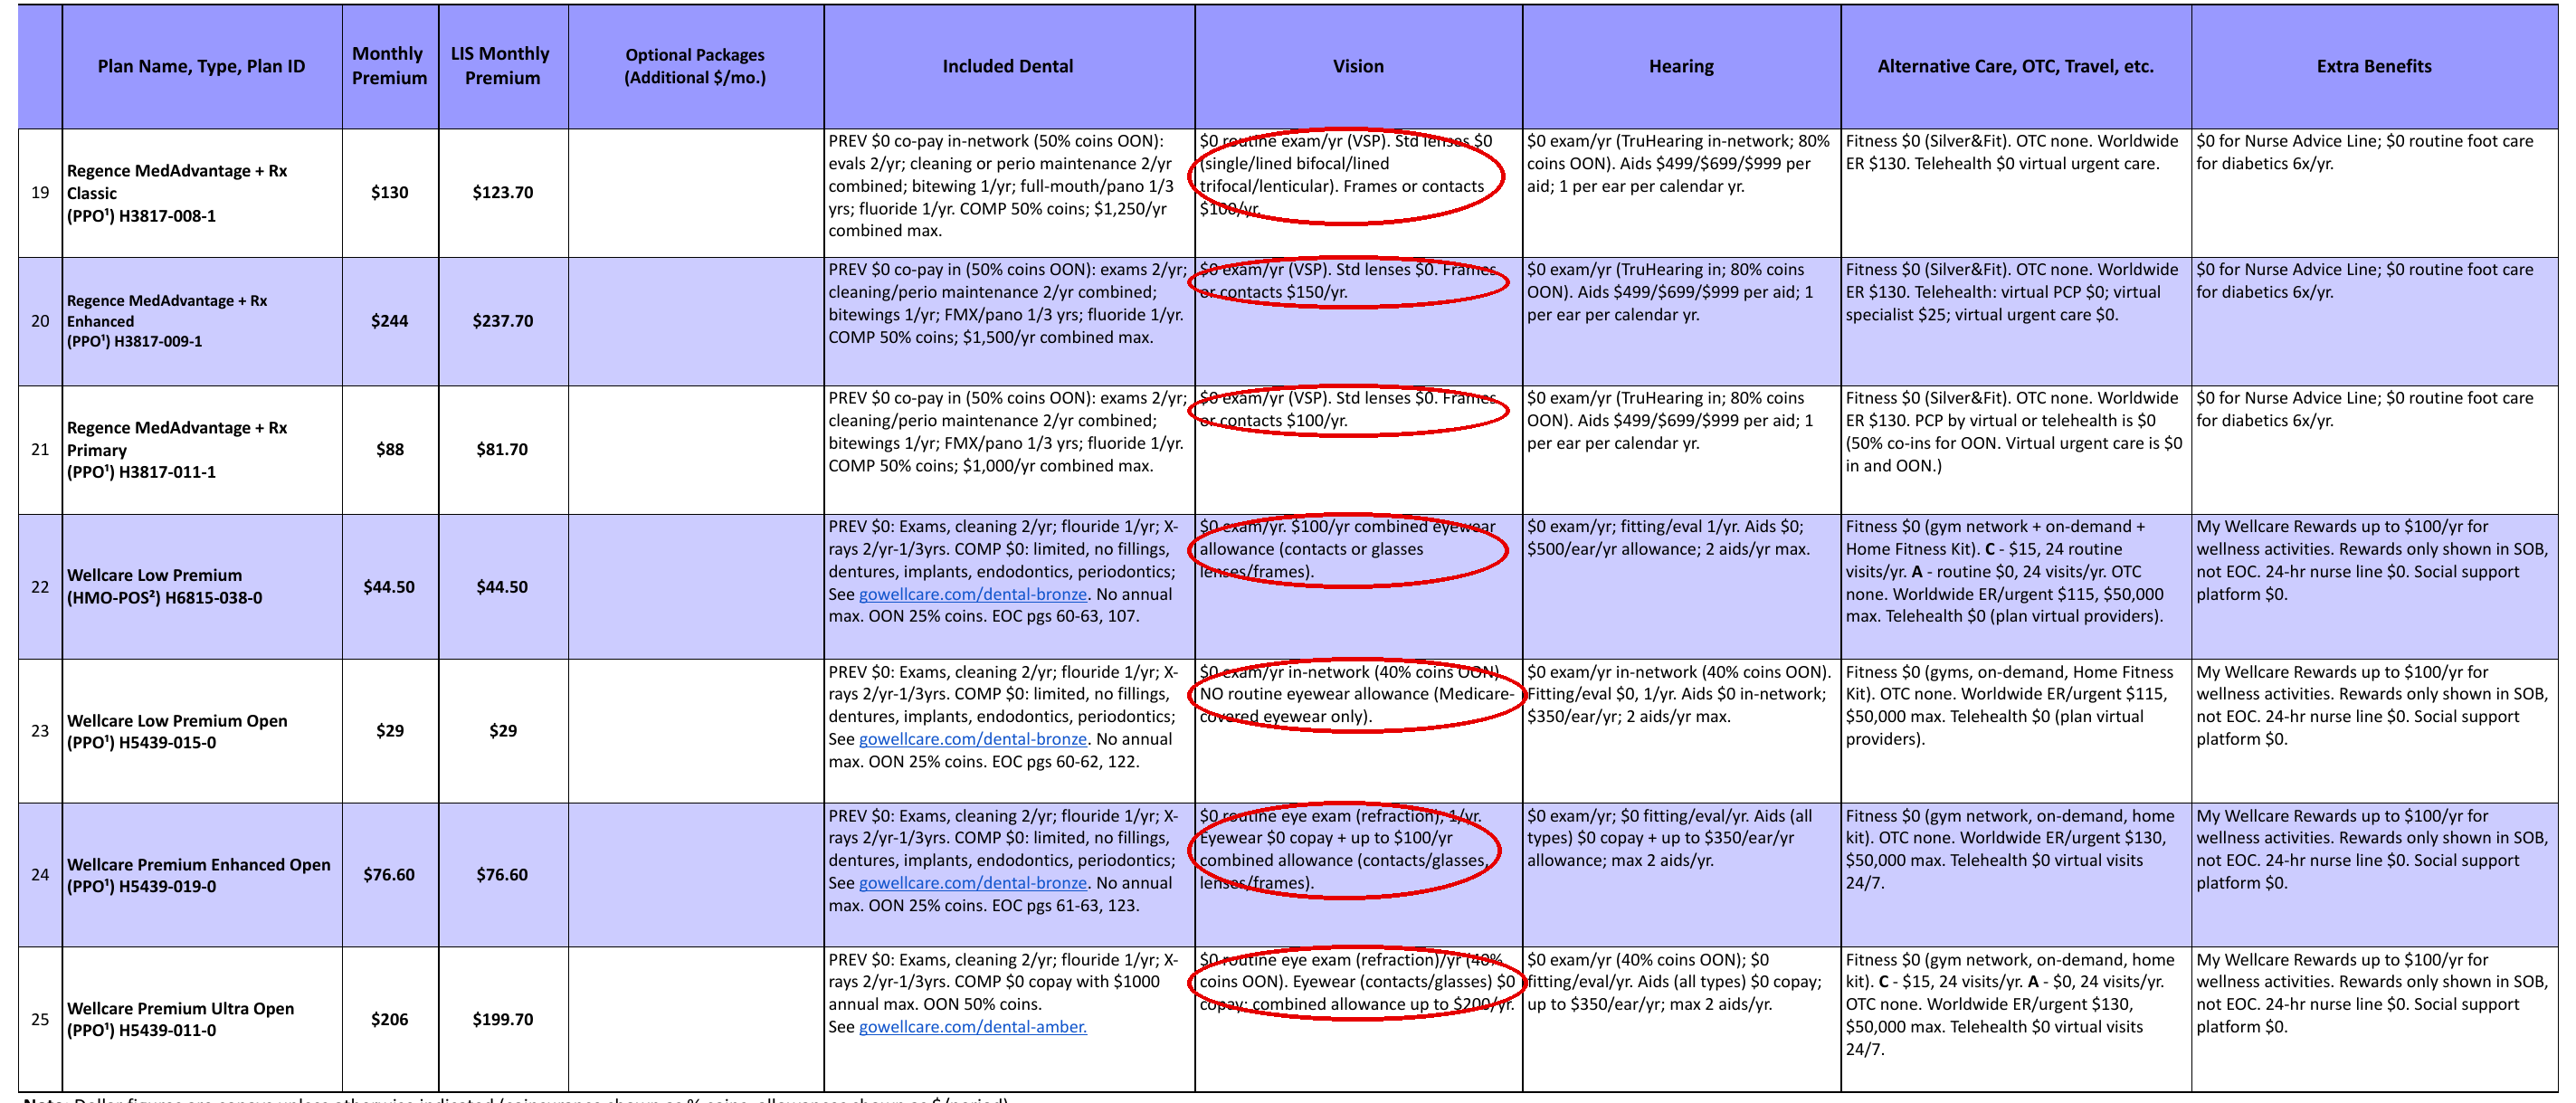 Plan Name, Type, Plan ID
Monthly
Premium
LIS Monthly
Premium
Optional Packages
(Additional $/mo.)
Included Dental
Vision
Hearing
Alternative Care, OTC, Travel, etc.
Extra Benefits
19
Regence MedAdvantage + Rx
Classic
(PPO¹) H3817-008-1
$130
$123.70
PREV $0 co-pay in-network (50% coins OON):
evals 2/yr; cleaning or perio maintenance 2/yr
combined; bitewing 1/yr; full-mouth/pano 1/3
yrs; fluoride 1/yr. COMP 50% coins; $1,250/yr
combined max.
$0 routine exam/yr (VSP). Std lenses $0
(single/lined bifocal/lined
trifocal/lenticular). Frames or contacts
$100/yr.
$0 exam/yr (TruHearing in-network; 80%
coins OON). Aids $499/$699/$999 per
aid; 1 per ear per calendar yr.
Fitness $0 (Silver&Fit). OTC none. Worldwide
ER $130. Telehealth $0 virtual urgent care.
$0 for Nurse Advice Line; $0 routine foot care
for diabetics 6x/yr.
20
Regence MedAdvantage + Rx
Enhanced
(PPO¹) H3817-009-1
$244
$237.70
PREV $0 co-pay in (50% coins OON): exams 2/yr;
cleaning/perio maintenance 2/yr combined;
bitewings 1/yr; FMX/pano 1/3 yrs; fluoride 1/yr.
COMP 50% coins; $1,500/yr combined max.
$0 exam/yr (VSP). Std lenses $0. Frames
or contacts $150/yr.
$0 exam/yr (TruHearing in; 80% coins
OON). Aids $499/$699/$999 per aid; 1
per ear per calendar yr.
Fitness $0 (Silver&Fit). OTC none. Worldwide
ER $130. Telehealth: virtual PCP $0; virtual
specialist $25; virtual urgent care $0.
$0 for Nurse Advice Line; $0 routine foot care
for diabetics 6x/yr.
21
Regence MedAdvantage + Rx
Primary
(PPO¹) H3817-011-1
$88
$81.70
PREV $0 co-pay in (50% coins OON): exams 2/yr;
cleaning/perio maintenance 2/yr combined;
bitewings 1/yr; FMX/pano 1/3 yrs; fluoride 1/yr.
COMP 50% coins; $1,000/yr combined max.
$0 exam/yr (VSP). Std lenses $0. Frames
or contacts $100/yr.
$0 exam/yr (TruHearing in; 80% coins
OON). Aids $499/$699/$999 per aid; 1
per ear per calendar yr.
Fitness $0 (Silver&Fit). OTC none. Worldwide
ER $130. PCP by virtual or telehealth is $0
(50% co-ins for OON. Virtual urgent care is $0
in and OON.)
$0 for Nurse Advice Line; $0 routine foot care
for diabetics 6x/yr.
22
Wellcare Low Premium
(HMO-POS²) H6815-038-0
$44.50
$44.50
PREV $0: Exams, cleaning 2/yr; flouride 1/yr; X-
rays 2/yr-1/3yrs. COMP $0: limited, no fillings,
dentures, implants, endodontics, periodontics;
See gowellcare.com/dental-bronze. No annual
max. OON 25% coins. EOC pgs 60-63, 107.
$0 exam/yr. $100/yr combined eyewear
allowance (contacts or glasses
lenses/frames).
$0 exam/yr; fitting/eval 1/yr. Aids $0;
$500/ear/yr allowance; 2 aids/yr max.
Fitness $0 (gym network + on-demand +
Home Fitness Kit). C - $15, 24 routine
visits/yr. A - routine $0, 24 visits/yr. OTC
none. Worldwide ER/urgent $115, $50,000
max. Telehealth $0 (plan virtual providers).
My Wellcare Rewards up to $100/yr for
wellness activities. Rewards only shown in SOB,
not EOC. 24-hr nurse line $0. Social support
platform $0.
23
Wellcare Low Premium Open
(PPO¹) H5439-015-0
$29
$29
PREV $0: Exams, cleaning 2/yr; flouride 1/yr; X-
rays 2/yr-1/3yrs. COMP $0: limited, no fillings,
dentures, implants, endodontics, periodontics;
See gowellcare.com/dental-bronze. No annual
max. OON 25% coins. EOC pgs 60-62, 122.
$0 exam/yr in-network (40% coins OON).
NO routine eyewear allowance (Medicare-
covered eyewear only).
$0 exam/yr in-network (40% coins OON).
Fitting/eval $0, 1/yr. Aids $0 in-network;
$350/ear/yr; 2 aids/yr max.
Fitness $0 (gyms, on-demand, Home Fitness
Kit). OTC none. Worldwide ER/urgent $115,
$50,000 max. Telehealth $0 (plan virtual
providers).
My Wellcare Rewards up to $100/yr for
wellness activities. Rewards only shown in SOB,
not EOC. 24-hr nurse line $0. Social support
platform $0.
24
Wellcare Premium Enhanced Open
(PPO¹) H5439-019-0
$76.60
$76.60
PREV $0: Exams, cleaning 2/yr; flouride 1/yr; X-
rays 2/yr-1/3yrs. COMP $0: limited, no fillings,
dentures, implants, endodontics, periodontics;
See gowellcare.com/dental-bronze. No annual
max. OON 25% coins. EOC pgs 61-63, 123.
$0 routine eye exam (refraction), 1/yr.
Eyewear $0 copay + up to $100/yr
combined allowance (contacts/glasses,
lenses/frames).
$0 exam/yr; $0 fitting/eval/yr. Aids (all
types) $0 copay + up to $350/ear/yr
allowance; max 2 aids/yr.
Fitness $0 (gym network, on-demand, home
kit). OTC none. Worldwide ER/urgent $130,
$50,000 max. Telehealth $0 virtual visits
24/7.
My Wellcare Rewards up to $100/yr for
wellness activities. Rewards only shown in SOB,
not EOC. 24-hr nurse line $0. Social support
platform $0.
25
Wellcare Premium Ultra Open
(PPO¹) H5439-011-0
$206
$199.70
PREV $0: Exams, cleaning 2/yr; flouride 1/yr; X-
rays 2/yr-1/3yrs. COMP $0 copay with $1000
annual max. OON 50% coins.
See gowellcare.com/dental-amber.
$0 routine eye exam (refraction)/yr (40%
coins OON). Eyewear (contacts/glasses) $0
copay; combined allowance up to $200/yr.
$0 exam/yr (40% coins OON); $0
fitting/eval/yr. Aids (all types) $0 copay;
up to $350/ear/yr; max 2 aids/yr.
Fitness $0 (gym network, on-demand, home
kit). C - $15, 24 visits/yr. A - $0, 24 visits/yr.
OTC none. Worldwide ER/urgent $130,
$50,000 max. Telehealth $0 virtual visits
24/7.
My Wellcare Rewards up to $100/yr for
wellness activities. Rewards only shown in SOB,
not EOC. 24-hr nurse line $0. Social support
platform $0.
Note: Dollar figures are copays unless otherwise indicated (coinsurance shown as % coins, allowances shown as $/period).